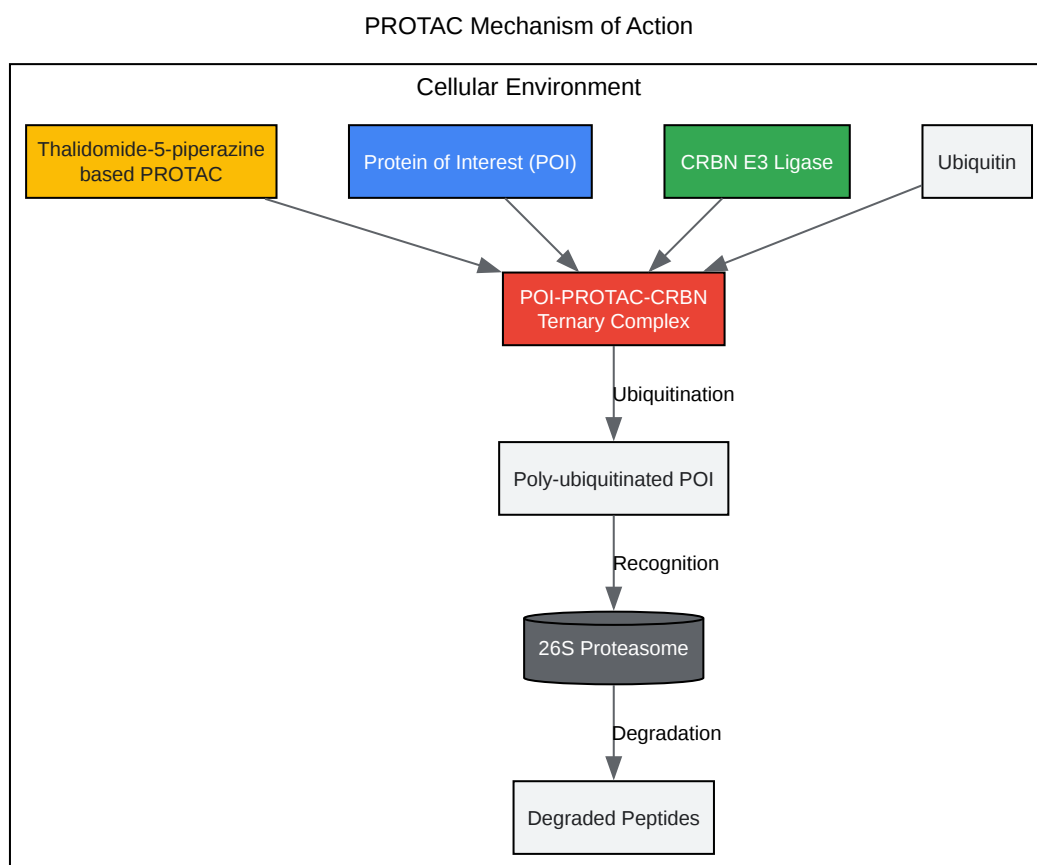 PROTAC Mechanism of Action
Cellular Environment
Thalidomide-5-piperazine
based PROTAC
Protein of Interest (POI)
CRBN E3 Ligase
Ubiquitin
POI-PROTAC-CRBN
Ternary Complex
Ubiquitination
Poly-ubiquitinated POI
Recognition
26S Proteasome
Degradation
Degraded Peptides